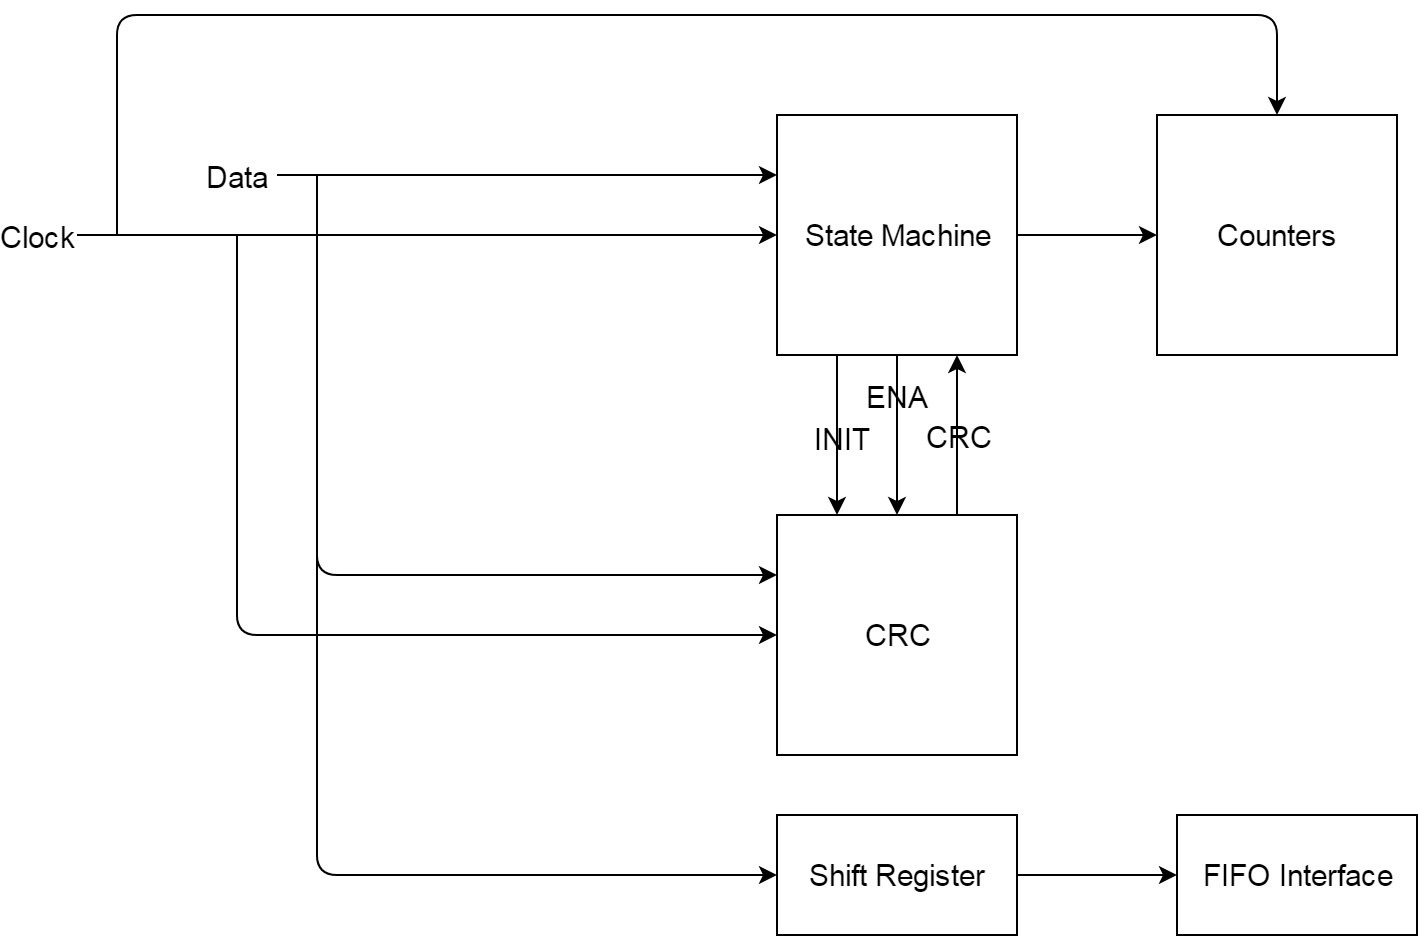 Data
Clock
State Machine
Counters
ENA
INIT
CRC
CRC
Shift Register
FIFO Interface